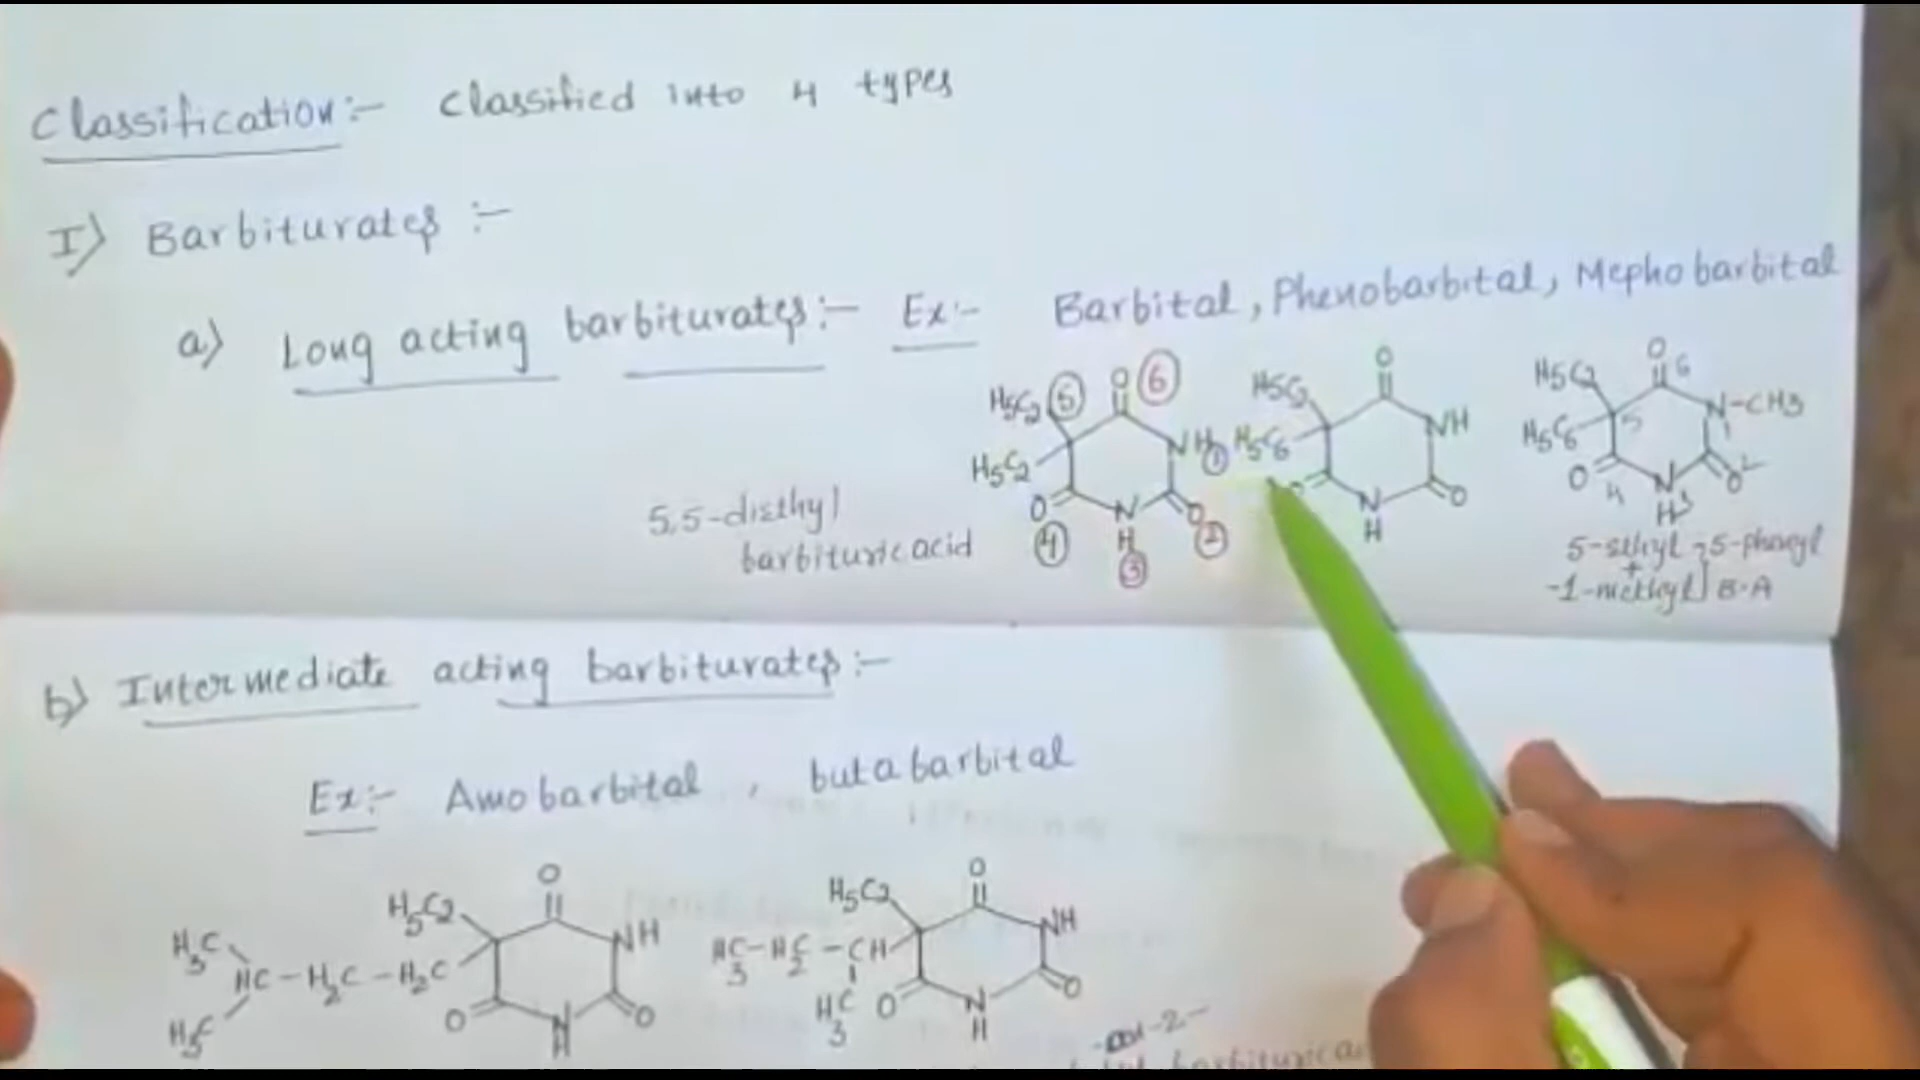 Classification:- Classified into 4 types
I) Barbiturates :-
a) Long acting barbiturates:- Ex:- Barbital, Phenobarbital, Mephobarbital
H5C2 5 O 6 H5C2 O H5C2 O 6
H5C2 NH 1 H5C6 NH H5C6 5 N-CH3 1
O N O O N O O 4 N O 2
4 H 2 H H 3
3
5,5-diethyl
barbituric acid
5-ethyl-5-phenyl
-1-methyl B.A
b) Intermediate acting barbiturates:-
Ex:- Amobarbital, butabarbital
O O
H5C2 H5C2
H3C NH NH
HC-H2C-H2C H3C-H2C-CH
H3C O N O H3C O N O
H H
-2-